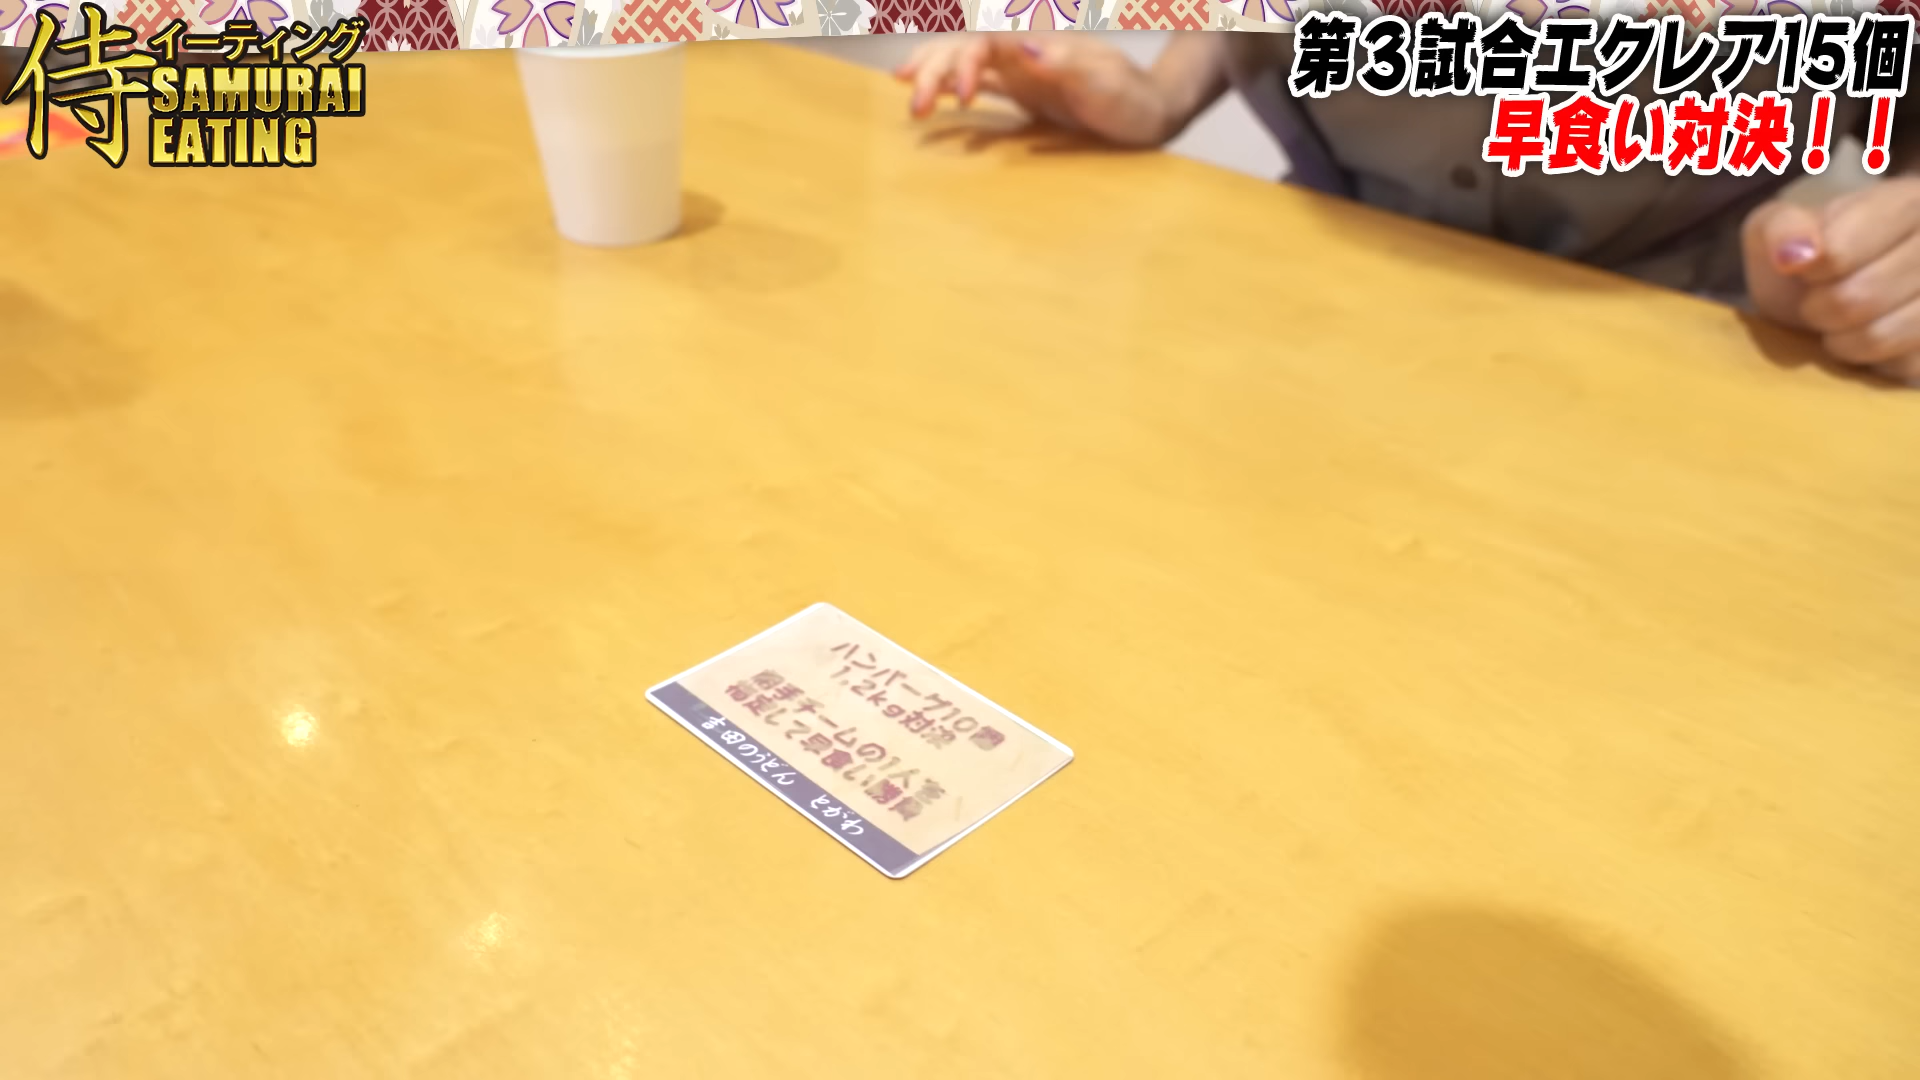 侍イーティング
SAMURAI
EATING
第3試合エクレア15個
早食い対決！！
ハンバーグ10個
1.2kg対決
相手チームの1人を
指定して早食い勝負
吉田のうどん とがわ